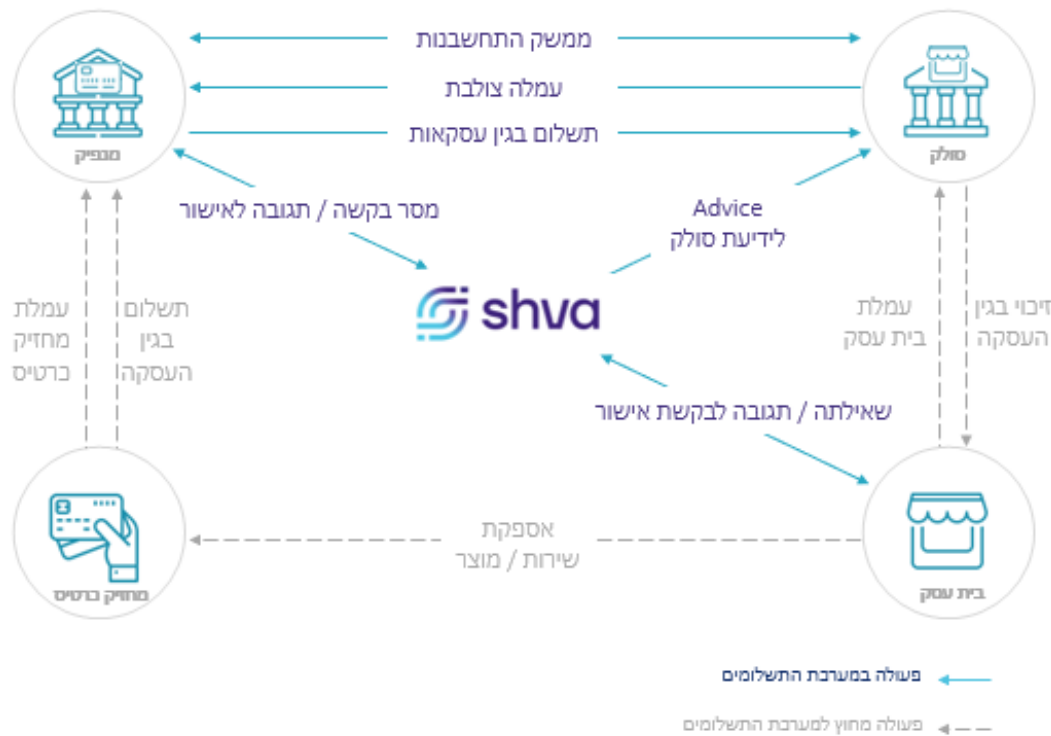 ממשק התחשבנות
עמלה צולבת
תשלום בגין עסקאות
מנפיק
סולק
מסר בקשה / תגובה לאישור
Advice
לידיעת סולק
shva
עמלת
מחזיק
כרטיס
תשלום
בגין
העסקה
עמלת
בית עסק
זיכוי בגין
העסקה
שאילתה / תגובה לבקשת אישור
אספקת
שירות / מוצר
מחזיק כרטיס
בית עסק
פעולה במערכת התשלומים
פעולה מחוץ למערכת התשלומים